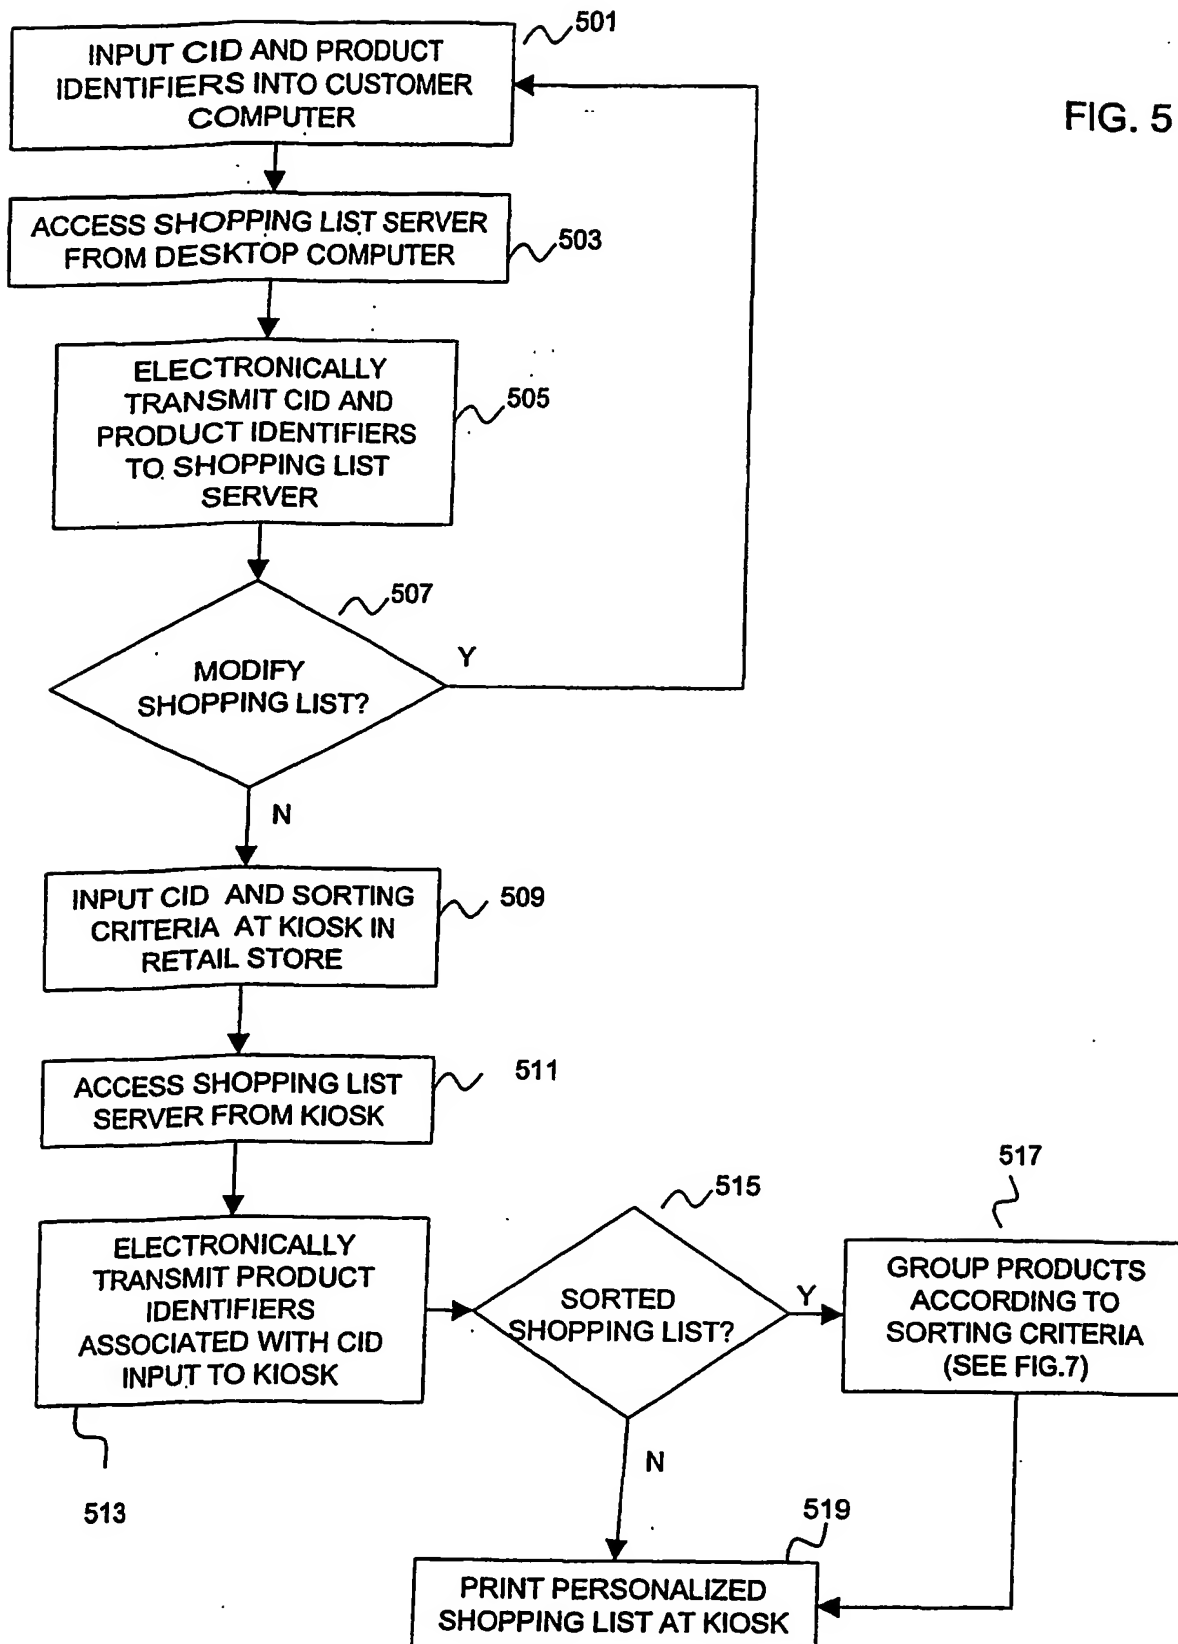 501
INPUT CID AND PRODUCT
IDENTIFIERS INTO CUSTOMER
COMPUTER
FIG. 5
ACCESS SHOPPING LIST SERVER
FROM DESKTOP COMPUTER
503
ELECTRONICALLY
TRANSMIT CID AND
PRODUCT IDENTIFIERS
TO SHOPPING LIST
SERVER
505
507
MODIFY
SHOPPING LIST?
Y
N
INPUT CID AND SORTING
CRITERIA AT KIOSK IN
RETAIL STORE
509
ACCESS SHOPPING LIST
SERVER FROM KIOSK
511
ELECTRONICALLY
TRANSMIT PRODUCT
IDENTIFIERS
ASSOCIATED WITH CID
INPUT TO KIOSK
513
515
SORTED
SHOPPING LIST?
Y
N
517
GROUP PRODUCTS
ACCORDING TO
SORTING CRITERIA
(SEE FIG.7)
519
PRINT PERSONALIZED
SHOPPING LIST AT KIOSK